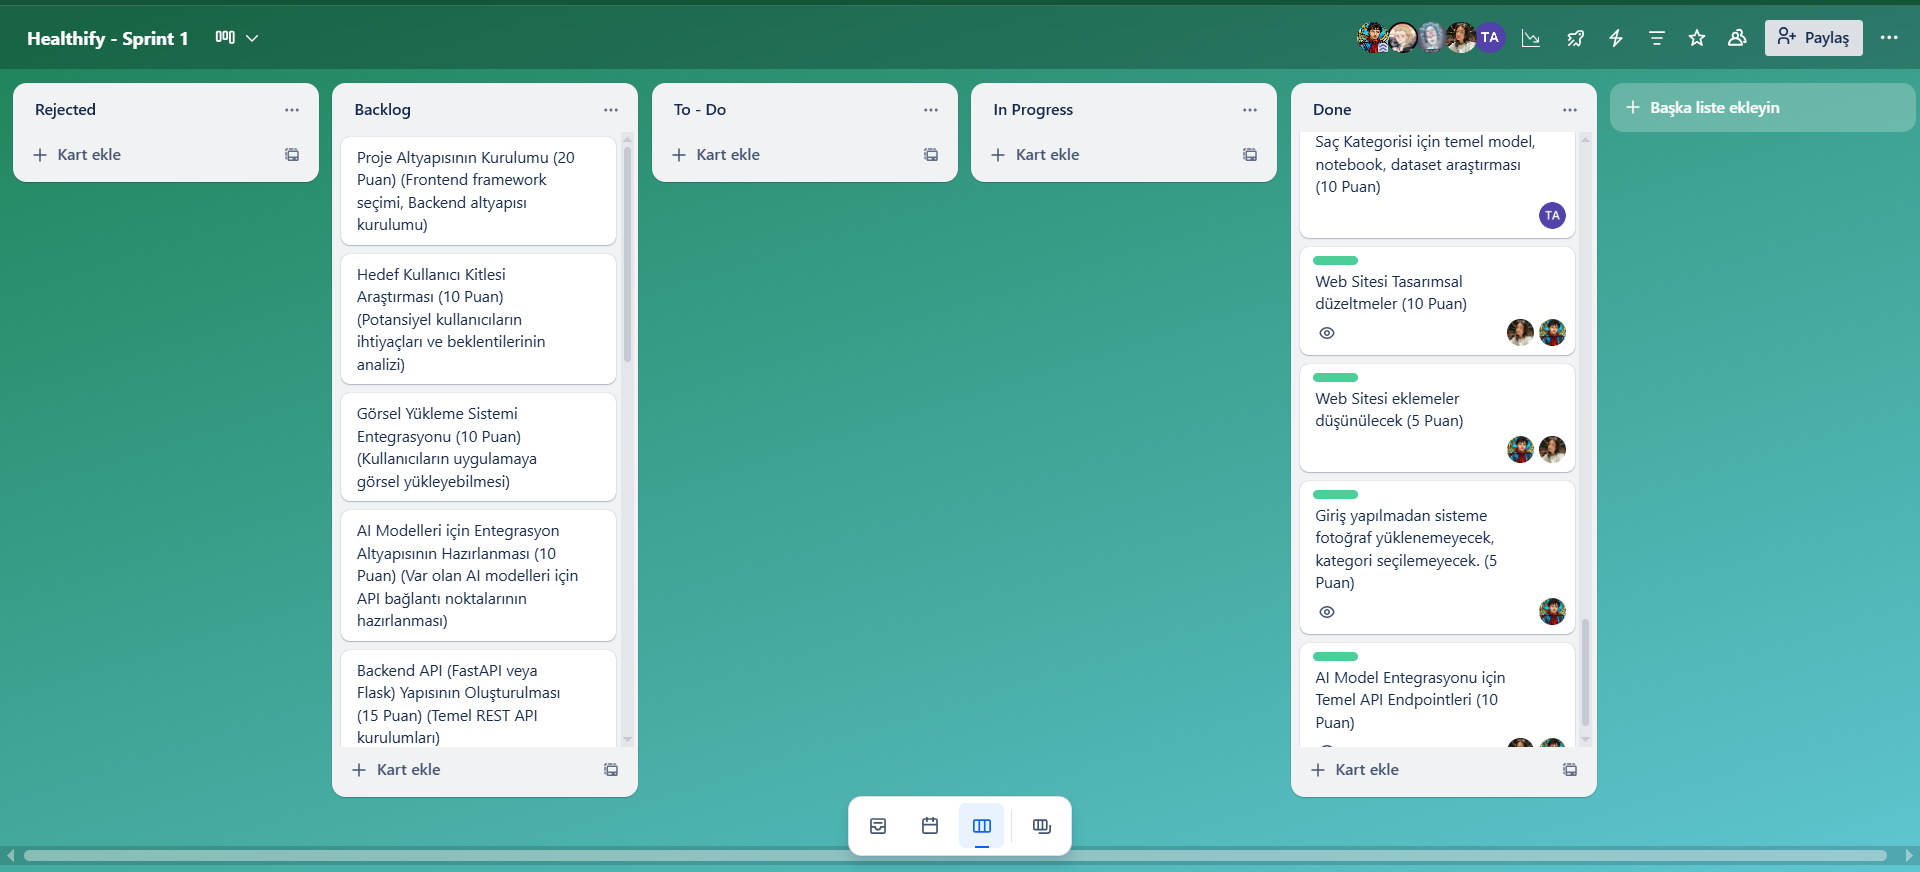 Healthify - Sprint 1
TA
Paylaş
Rejected
Kart ekle
Backlog
Proje Altyapısının Kurulumu (20
Puan) (Frontend framework
seçimi, Backend altyapısı
kurulumu)
Hedef Kullanıcı Kitlesi
Araştırması (10 Puan)
(Potansiyel kullanıcıların
ihtiyaçları ve beklentilerinin
analizi)
Görsel Yükleme Sistemi
Entegrasyonu (10 Puan)
(Kullanıcıların uygulamaya
görsel yükleyebilmesi)
AI Modelleri için Entegrasyon
Altyapısının Hazırlanması (10
Puan) (Var olan AI modelleri için
API bağlantı noktalarının
hazırlanması)
Backend API (FastAPI veya
Flask) Yapısının Oluşturulması
(15 Puan) (Temel REST API
kurulumları)
Kart ekle
To - Do
Kart ekle
In Progress
Kart ekle
Done
Saç Kategorisi için temel model,
notebook, dataset araştırması
(10 Puan)
TA
Web Sitesi Tasarımsal
düzeltmeler (10 Puan)
Web Sitesi eklemeler
düşünülecek (5 Puan)
Giriş yapılmadan sisteme
fotoğraf yüklenemeyecek,
kategori seçilemeyecek. (5
Puan)
AI Model Entegrasyonu için
Temel API Endpointleri (10
Puan)
Kart ekle
Başka liste ekleyin